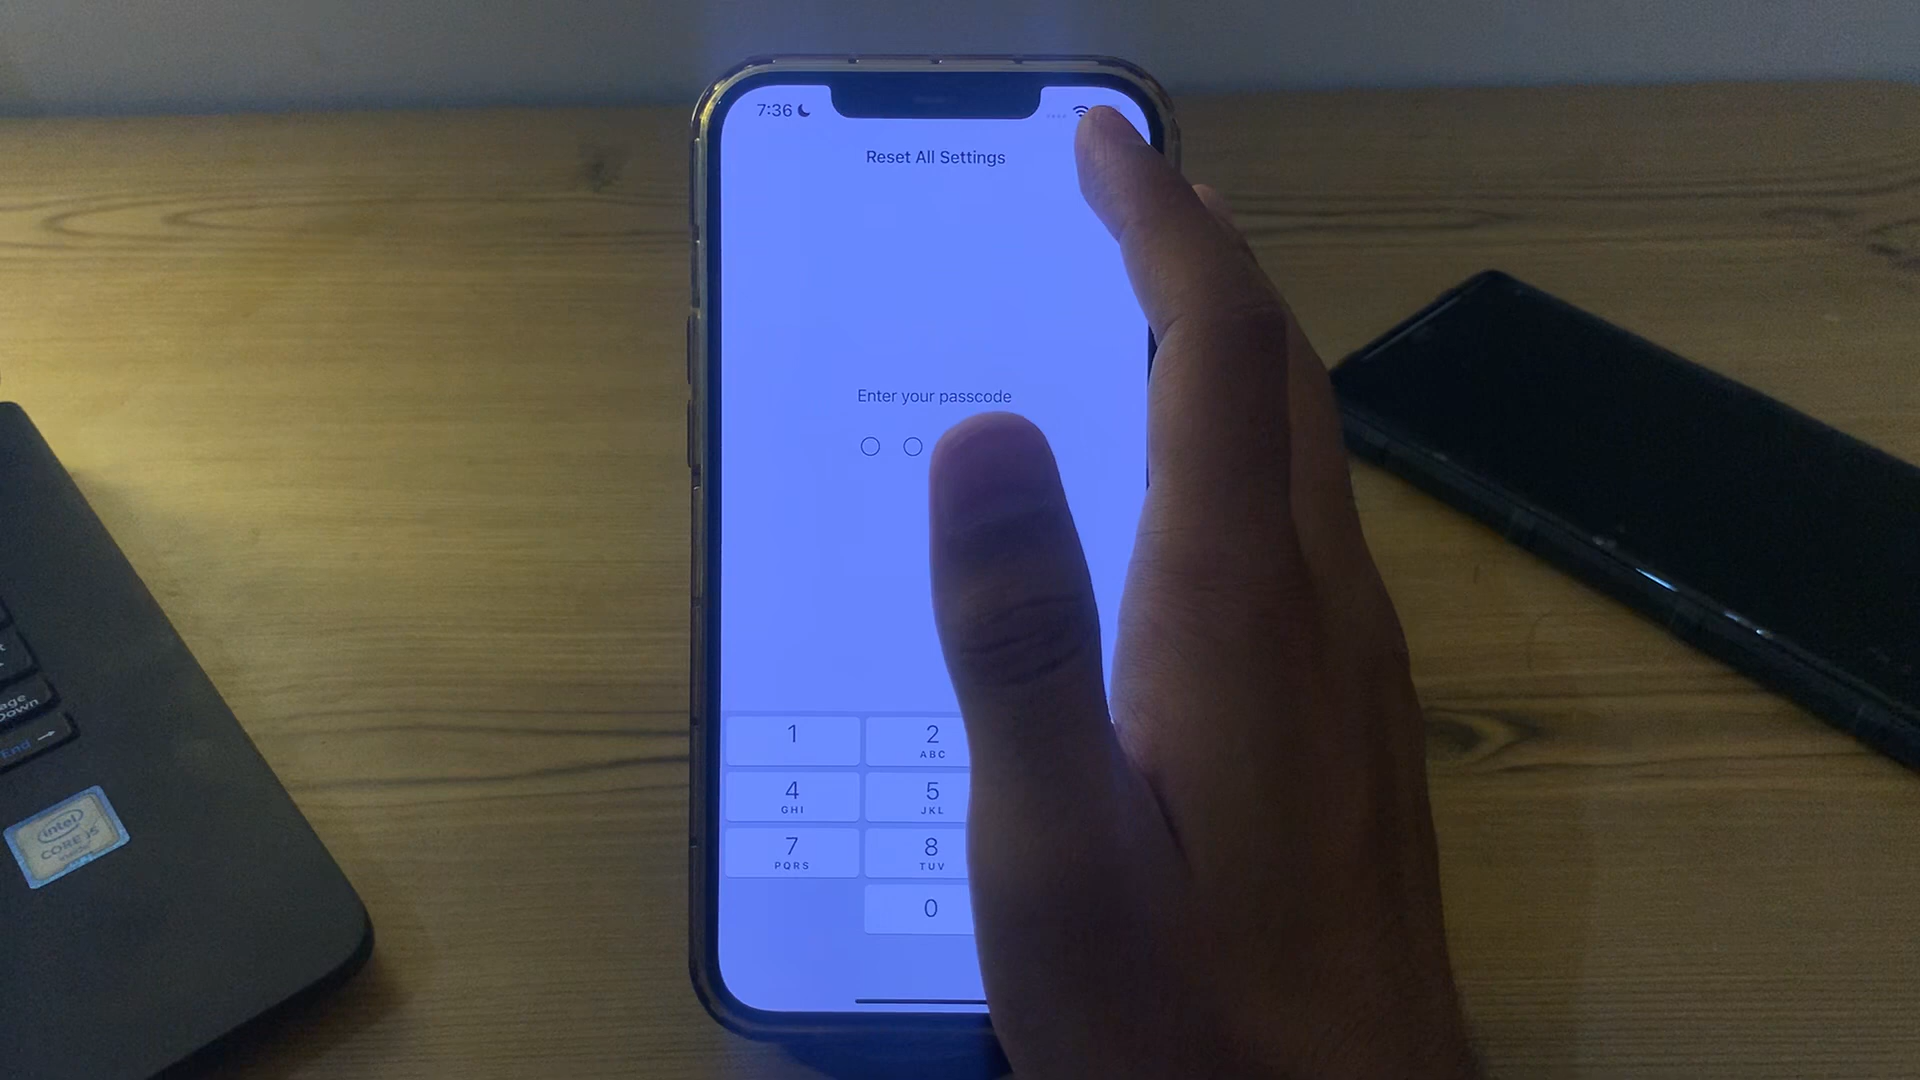 7:36
Reset All Settings
Enter your passcode
1
2
ABC
4
GHI
5
JKL
7
PQRS
8
TUV
0
age
Down
End →
intel
CORE i5